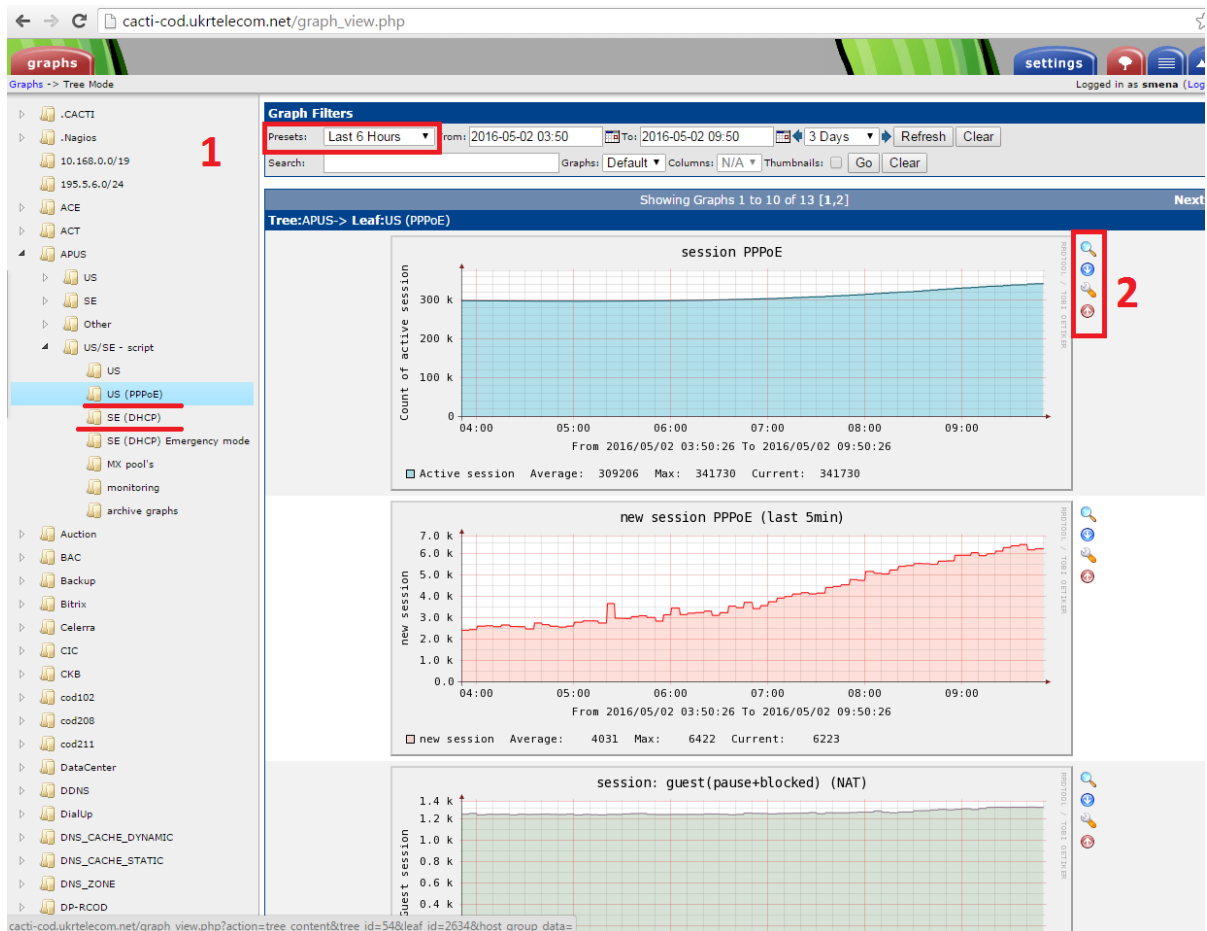 cacti-cod.ukrtelecom.net/graph_view.php
graphs
settings
Graphs -> Tree Mode
Logged in as smena (Log
.CACTI
.Nagios
10.168.0.0/19
195.5.6.0/24
ACE
ACT
APUS
US
SE
Other
US/SE - script
US
US (PPPoE)
SE (DHCP)
SE (DHCP) Emergency mode
MX pool's
monitoring
archive graphs
Auction
BAC
Backup
Bitrix
Celerra
CIC
CKB
cod102
cod208
cod211
DataCenter
DDNS
DialUp
DNS_CACHE_DYNAMIC
DNS_CACHE_STATIC
DNS_ZONE
DP-RCOD
cacti-cod.ukrtelecom.net/graph_view.php?action=tree_content&tree_id=54&leaf_id=2634&host_group_data=
1
Graph Filters
Presets: Last 6 Hours From: 2016-05-02 03:50 To: 2016-05-02 09:50 3 Days Refresh Clear
Search: Graphs: Default Columns: N/A Thumbnails: Go Clear
Showing Graphs 1 to 10 of 13 [1,2]
Next
Tree:APUS-> Leaf:US (PPPoE)
session PPPoE
Count of active session
300 k
200 k
100 k
0
04:00 05:00 06:00 07:00 08:00 09:00
From 2016/05/02 03:50:26 To 2016/05/02 09:50:26
Active session Average: 309206 Max: 341730 Current: 341730
RRDTOOL / TOBI OETIKER
2
new session PPPoE (last 5min)
new session
7.0 k
6.0 k
5.0 k
4.0 k
3.0 k
2.0 k
1.0 k
0.0
04:00 05:00 06:00 07:00 08:00 09:00
From 2016/05/02 03:50:26 To 2016/05/02 09:50:26
new session Average: 4031 Max: 6422 Current: 6223
RRDTOOL / TOBI OETIKER
session: guest(pause+blocked) (NAT)
Guest session
1.4 k
1.2 k
1.0 k
0.8 k
0.6 k
0.4 k
RRDTOOL / TOBI OETIKER